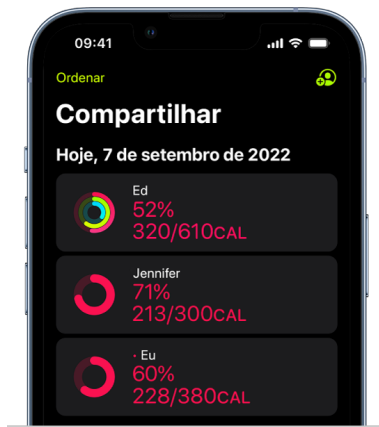 09:41
Ordenar
Compartilhar
Hoje, 7 de setembro de 2022
Ed
52%
320/610CAL
Jennifer
71%
213/300CAL
· Eu
60%
228/380CAL